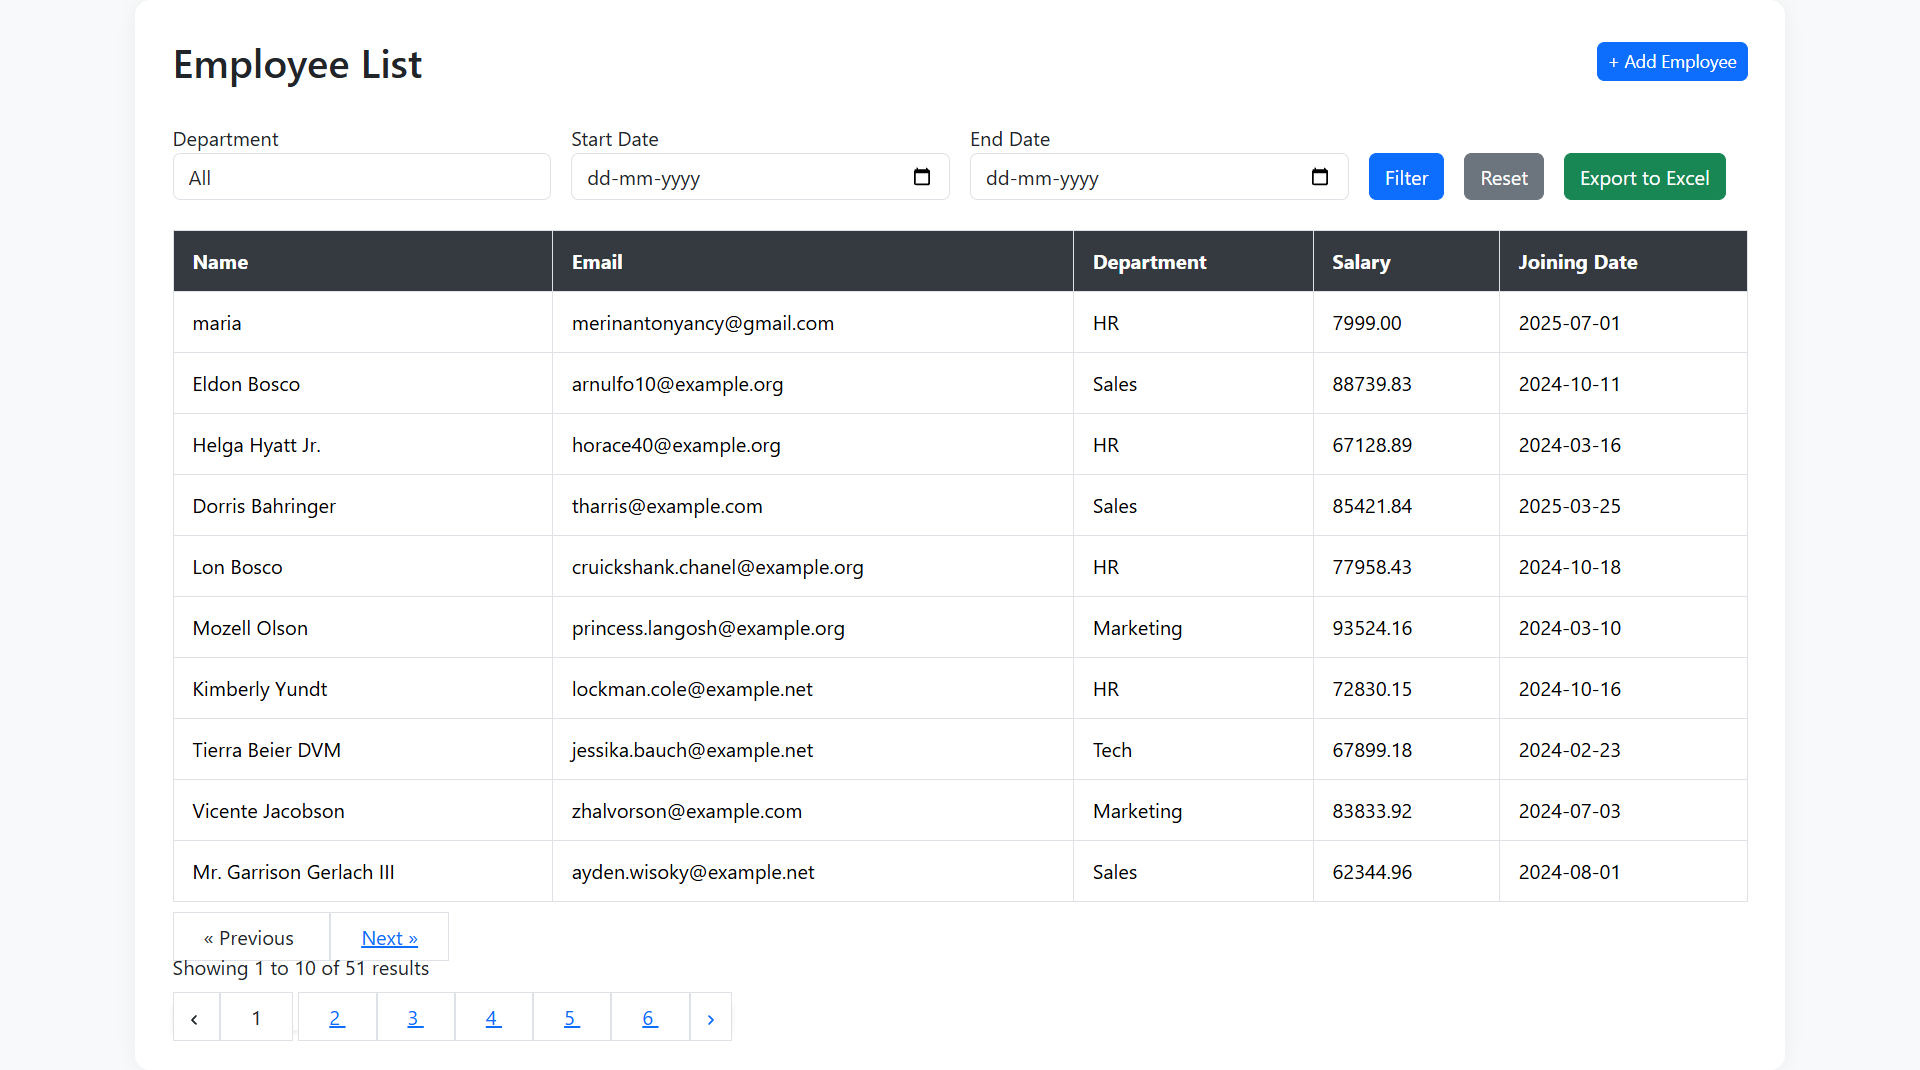 Employee List
+ Add Employee
Department
Start Date
End Date
All
dd-mm-yyyy
dd-mm-yyyy
Filter
Reset
Export to Excel
Name Email Department Salary Joining Date
maria merinantonyancy@gmail.com HR 7999.00 2025-07-01
Eldon Bosco arnulfo10@example.org Sales 88739.83 2024-10-11
Helga Hyatt Jr. horace40@example.org HR 67128.89 2024-03-16
Dorris Bahringer tharris@example.com Sales 85421.84 2025-03-25
Lon Bosco cruickshank.chanel@example.org HR 77958.43 2024-10-18
Mozell Olson princess.langosh@example.org Marketing 93524.16 2024-03-10
Kimberly Yundt lockman.cole@example.net HR 72830.15 2024-10-16
Tierra Beier DVM jessika.bauch@example.net Tech 67899.18 2024-02-23
Vicente Jacobson zhalvorson@example.com Marketing 83833.92 2024-07-03
Mr. Garrison Gerlach III ayden.wisoky@example.net Sales 62344.96 2024-08-01
« Previous Next »
Showing 1 to 10 of 51 results
‹ 1 2 3 4 5 6 ›